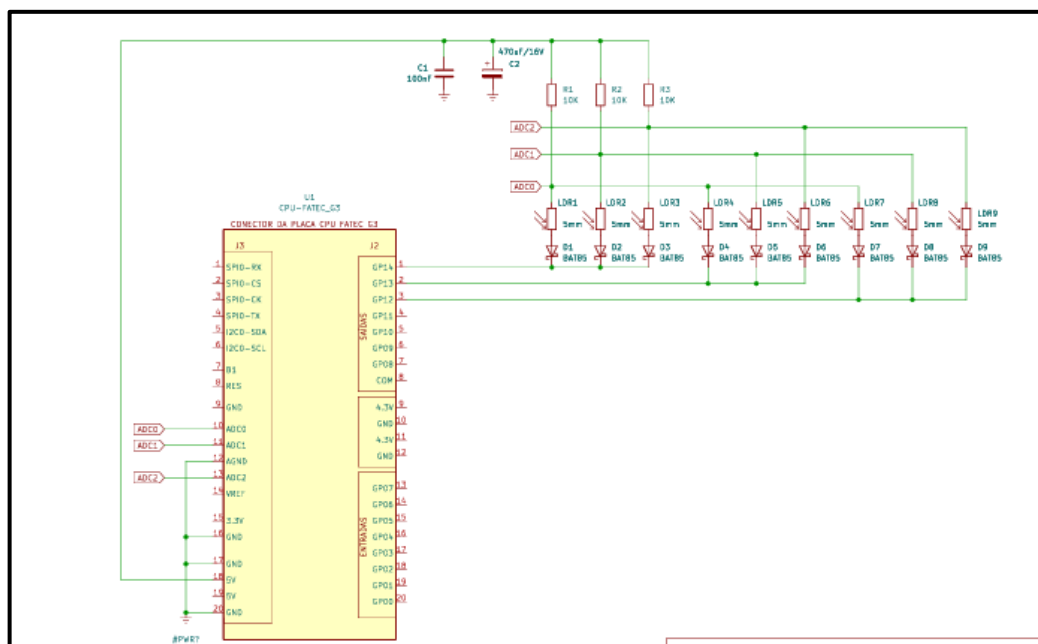 470uf/16V
C1
C2
100nf
R1
10K
R2
10K
R3
10K
ADC2
ADC1
ADC0
LDR1
5mm
LDR2
5mm
LDR3
5mm
LDR4
5mm
LDR5
5mm
LDR6
5mm
LDR7
5mm
LDR8
5mm
LDR9
5mm
D1
BAT85
D2
BAT85
D3
BAT85
D4
BAT85
D5
BAT85
D6
BAT85
D7
BAT85
D8
BAT85
D9
BAT85
U1
CPU-FATEC_G3
CONECTOR DA PLACA CPU FATEC G3
J3
J2
1 SPI0-RX
2 SPI0-CS
3 SPI0-CK
4 SPI0-TX
5 I2C0-SDA
6 I2C0-SCL
7 B1
8 RES
9 GND
ADC0 10 ADC0
ADC1 11 ADC1
12 AGND
ADC2 13 ADC2
14 VREF
15 3.3V
16 GND
17 GND
18 5V
19 5V
20 GND
#PWR?
SAIDAS
GP14 1
GP13 2
GP12 3
GP11 4
GP10 5
GP09 6
GP08 7
COM 8
4.3V 9
GND 10
4.3V 11
GND 12
ENTRADAS
GP07 13
GP06 14
GP05 15
GP04 16
GP03 17
GP02 18
GP01 19
GP00 20